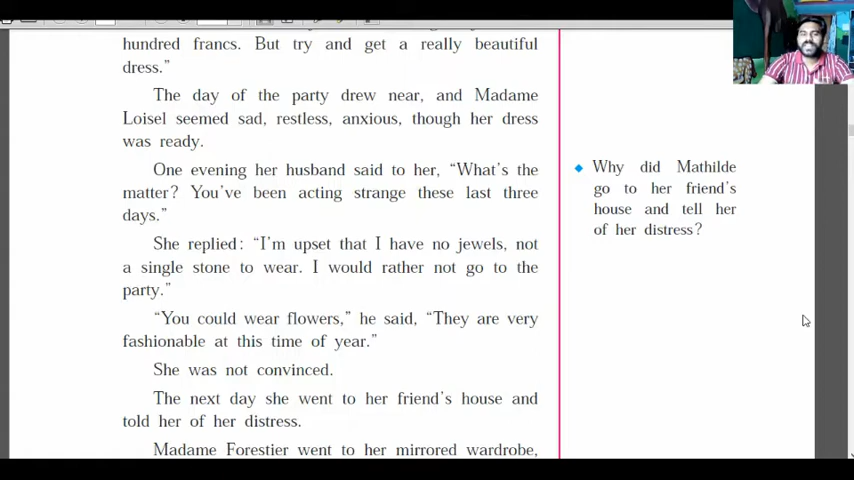 hundred francs. But try and get a really beautiful
dress.”
The day of the party drew near, and Madame
Loisel seemed sad, restless, anxious, though her dress
was ready.
One evening her husband said to her, “What’s the
matter? You’ve been acting strange these last three
days.”
She replied: “I’m upset that I have no jewels, not
a single stone to wear. I would rather not go to the
party.”
“You could wear flowers,” he said, “They are very
fashionable at this time of year.”
She was not convinced.
The next day she went to her friend’s house and
told her of her distress.
Madame Forestier went to her mirrored wardrobe,
Why did Mathilde
go to her friend’s
house and tell her
of her distress?